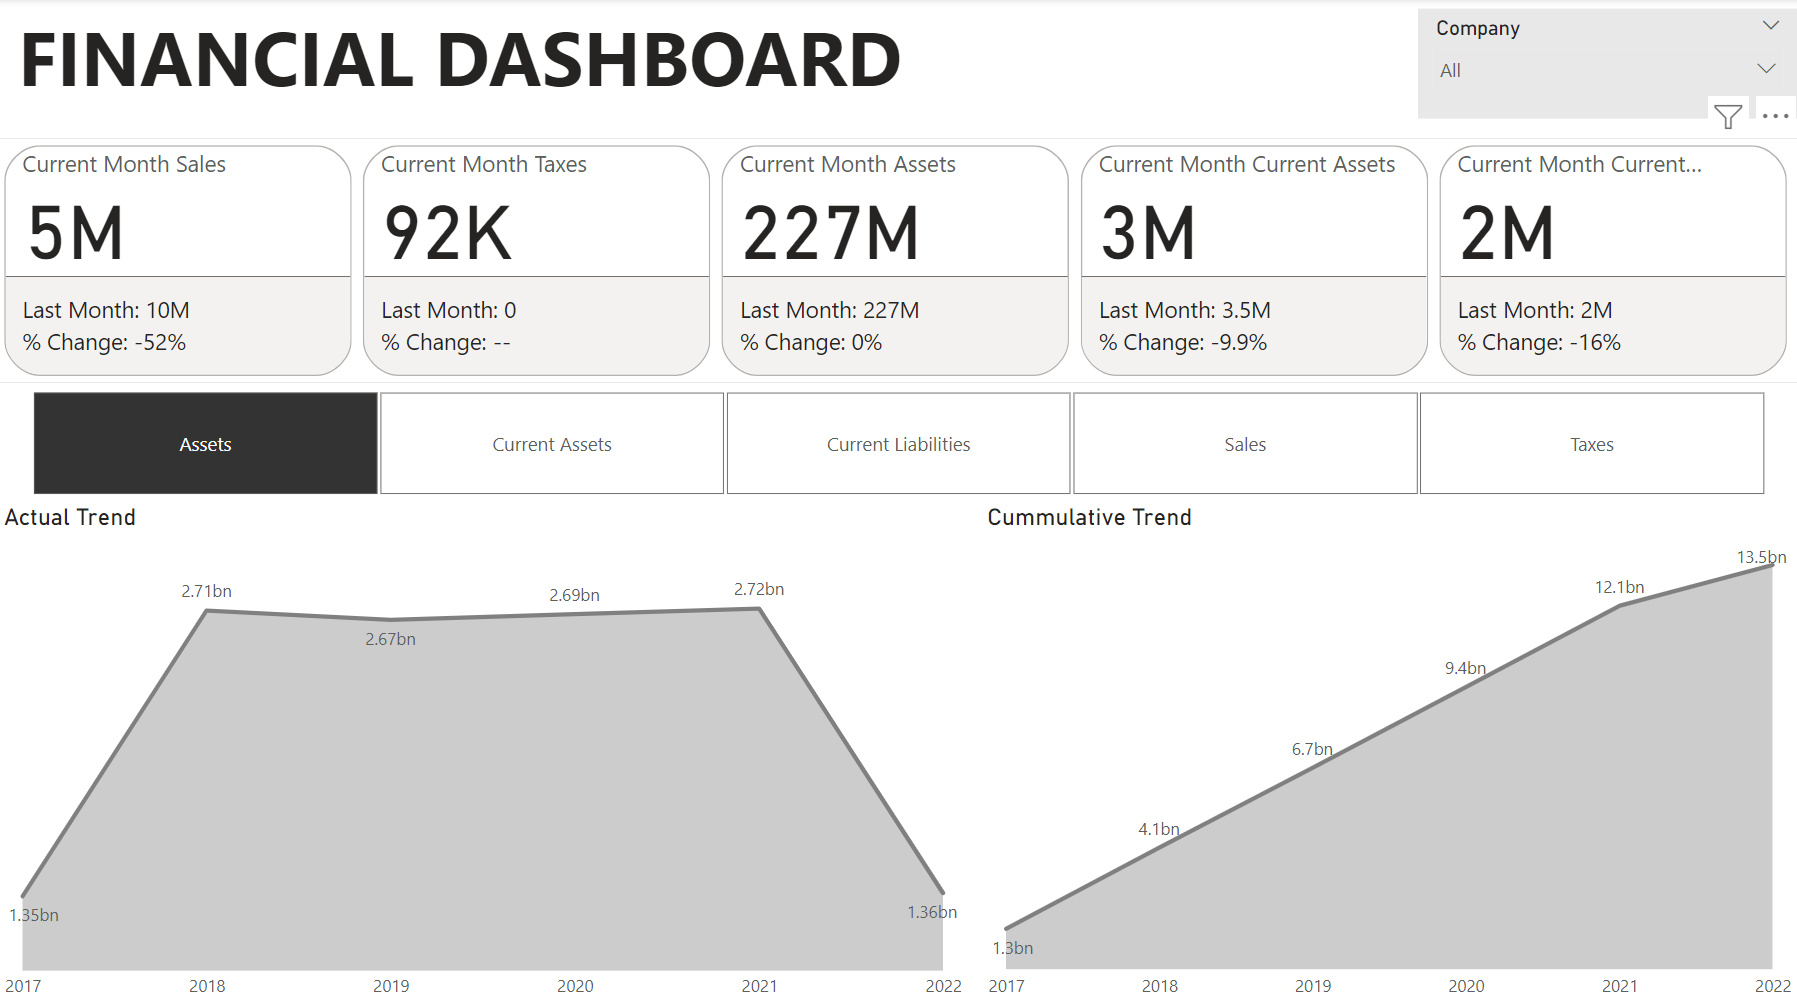 FINANCIAL DASHBOARD
Company
All
Current Month Sales
5M
Last Month: 10M
% Change: -52%
Current Month Taxes
92K
Last Month: 0
% Change: --
Current Month Assets
227M
Last Month: 227M
% Change: 0%
Current Month Current Assets
3M
Last Month: 3.5M
% Change: -9.9%
Current Month Current...
2M
Last Month: 2M
% Change: -16%
Assets
Current Assets
Current Liabilities
Sales
Taxes
Actual Trend
2.71bn
2.67bn
2.69bn
2.72bn
1.35bn
1.36bn
2017 2018 2019 2020 2021 2022
Cummulative Trend
13.5bn
12.1bn
9.4bn
6.7bn
4.1bn
1.3bn
2017 2018 2019 2020 2021 2022